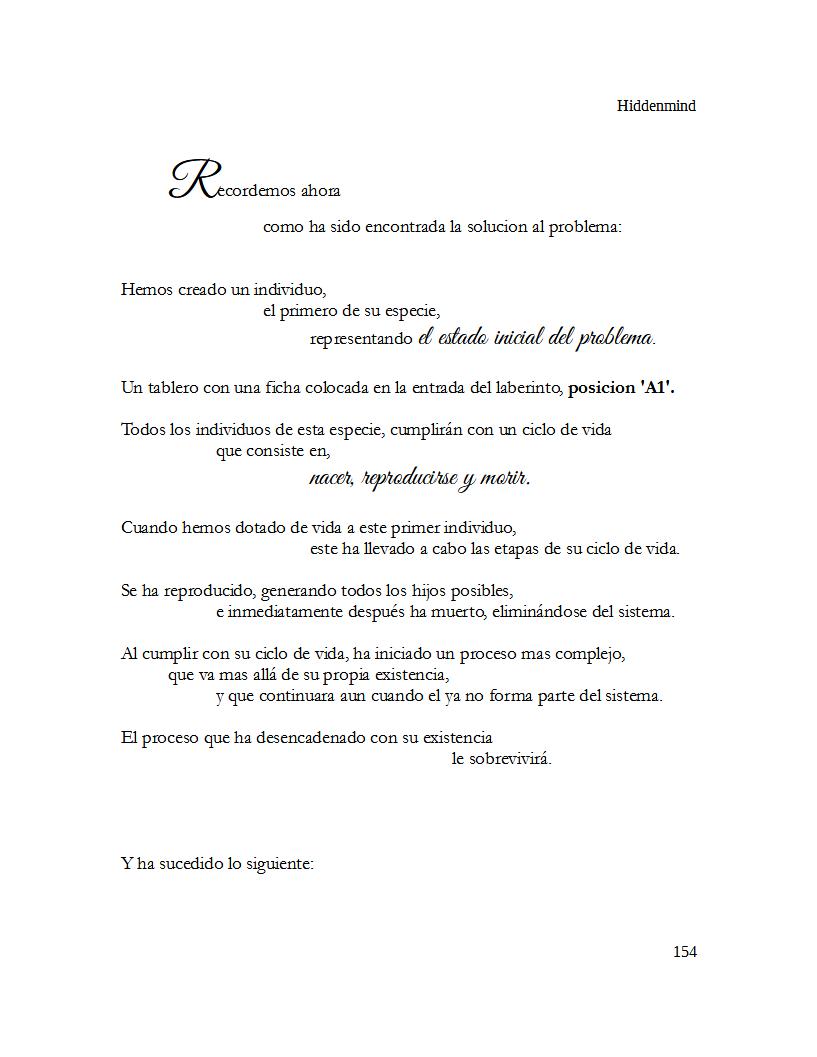 Hiddenmind
Recordemos ahora
como ha sido encontrada la solucion al problema:
Hemos creado un individuo,
el primero de su especie,
representando el estado inicial del problema.
Un tablero con una ficha colocada en la entrada del laberinto, posicion 'A1'.
Todos los individuos de esta especie, cumplirán con un ciclo de vida
que consiste en,
nacer, reproducirse y morir.
Cuando hemos dotado de vida a este primer individuo,
este ha llevado a cabo las etapas de su ciclo de vida.
Se ha reproducido, generando todos los hijos posibles,
e inmediatamente después ha muerto, eliminándose del sistema.
Al cumplir con su ciclo de vida, ha iniciado un proceso mas complejo,
que va mas allá de su propia existencia,
y que continuara aun cuando el ya no forma parte del sistema.
El proceso que ha desencadenado con su existencia
le sobrevivirá.
Y ha sucedido lo siguiente:
154